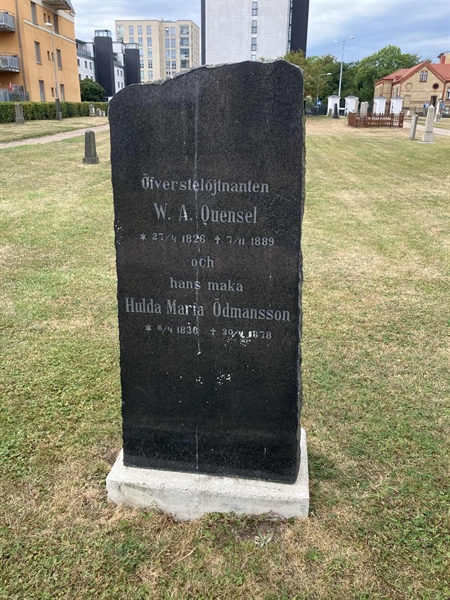 Öfverstelöjtnanten
W. A. Quensel
* 27/4 1826 ✝ 7/11 1889
och
hans maka
Hulda Maria Ödmansson
* 6/4 1836 ✝ 20/4 1878